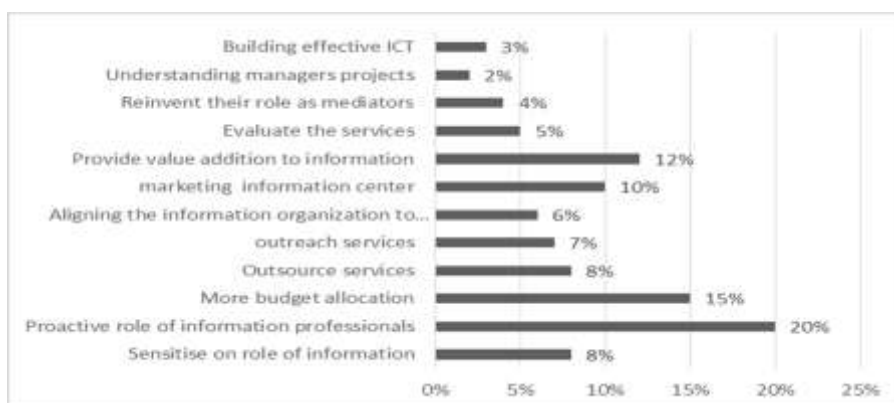 Building effective ICT 3%
Understanding managers projects 2%
Reinvent their role as mediators 4%
Evaluate the services 5%
Provide value addition to information 12%
marketing information center 10%
Aligning the information organization to... 6%
outreach services 7%
Outsource services 8%
More budget allocation 15%
Proactive role of information professionals 20%
Sensitise on role of information 8%
0% 5% 10% 15% 20% 25%